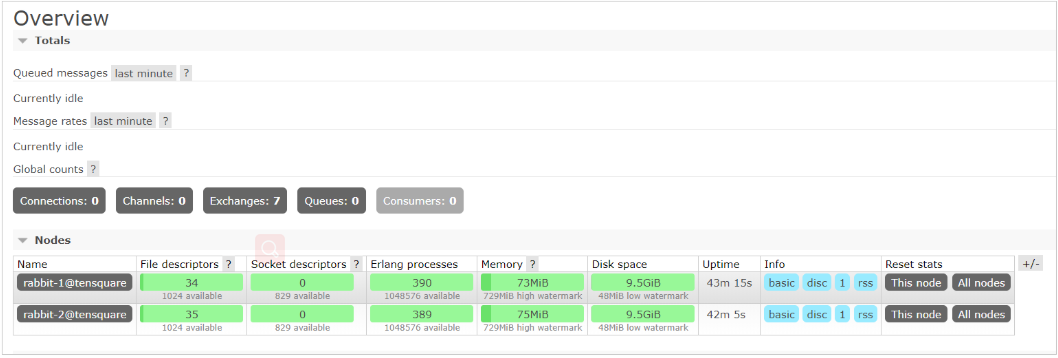 Overview
Totals
Queued messages last minute ?
Currently idle
Message rates last minute ?
Currently idle
Global counts ?
Connections: 0 Channels: 0 Exchanges: 7 Queues: 0 Consumers: 0
Nodes
Name File descriptors ? Socket descriptors ? Erlang processes Memory ? Disk space Uptime Info Reset stats +/-
rabbit-1@tensquare 34 0 390 73MiB 9.5GiB 43m 15s basic disc 1 rss This node All nodes
1024 available 829 available 1048576 available 729MiB high watermark 48MiB low watermark
rabbit-2@tensquare 35 0 389 75MiB 9.5GiB 42m 5s basic disc 1 rss This node All nodes
1024 available 829 available 1048576 available 729MiB high watermark 48MiB low watermark